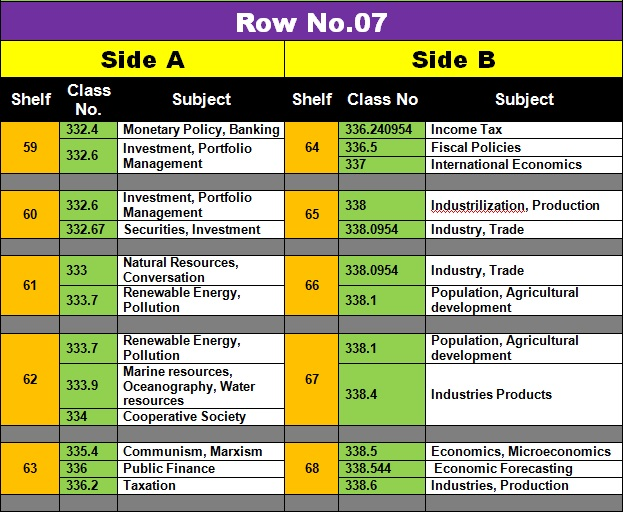 Row No.07
Side A
Side B
Shelf
Class
No.
Subject
Shelf
Class No
Subject
59
332.4
Monetary Policy, Banking
332.6
Investment, Portfolio
Management
64
336.240954
Income Tax
336.5
Fiscal Policies
337
International Economics
60
332.6
Investment, Portfolio
Management
332.67
Securities, Investment
65
338
Industrilization, Production
338.0954
Industry, Trade
61
333
Natural Resources,
Conversation
333.7
Renewable Energy,
Pollution
66
338.0954
Industry, Trade
338.1
Population, Agricultural
development
62
333.7
Renewable Energy,
Pollution
333.9
Marine resources,
Oceanography, Water
resources
334
Cooperative Society
67
338.1
Population, Agricultural
development
338.4
Industries Products
63
335.4
Communism, Marxism
336
Public Finance
336.2
Taxation
68
338.5
Economics, Microeconomics
338.544
Economic Forecasting
338.6
Industries, Production